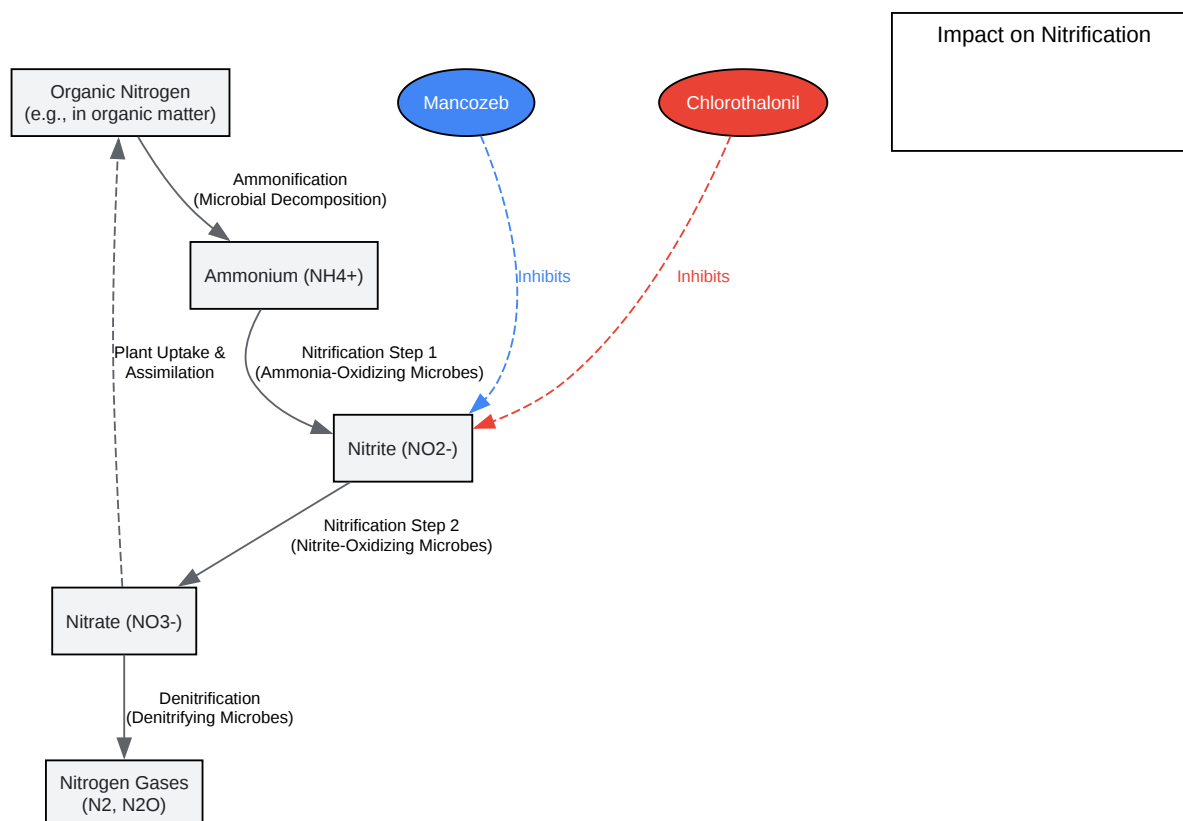 Impact on Nitrification
Organic Nitrogen
(e.g., in organic matter)
Mancozeb
Chlorothalonil
Ammonification
(Microbial Decomposition)
Ammonium (NH4+)
Inhibits
Inhibits
Plant Uptake &
Assimilation
Nitrification Step 1
(Ammonia-Oxidizing Microbes)
Nitrite (NO2-)
Nitrification Step 2
(Nitrite-Oxidizing Microbes)
Nitrate (NO3-)
Denitrification
(Denitrifying Microbes)
Nitrogen Gases
(N2, N2O)